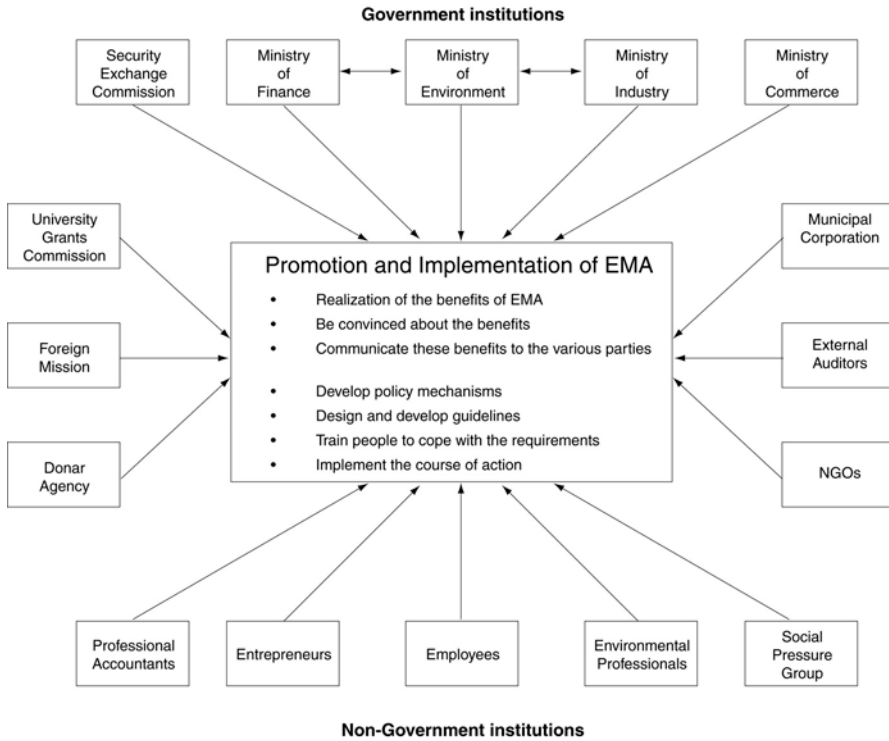 Government institutions
Security
Exchange
Commission
Ministry
of
Finance
Ministry
of
Environment
Ministry
of
Industry
Ministry
of
Commerce
University
Grants
Commission
Municipal
Corporation
Promotion and Implementation of EMA
• Realization of the benefits of EMA
• Be convinced about the benefits
• Communicate these benefits to the various parties
• Develop policy mechanisms
• Design and develop guidelines
• Train people to cope with the requirements
• Implement the course of action
Foreign
Mission
External
Auditors
Donar
Agency
NGOs
Professional
Accountants
Entrepreneurs
Employees
Environmental
Professionals
Social
Pressure
Group
Non-Government institutions